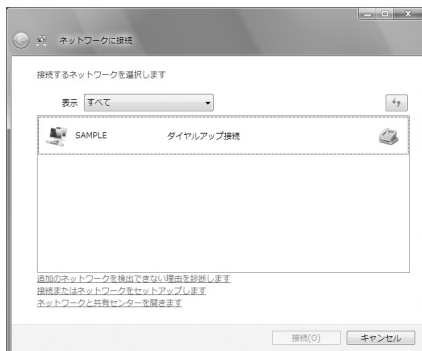 ネットワークに接続
接続するネットワークを選択します
表示 すべて
SAMPLE ダイヤルアップ接続
追加のネットワークを検出できない理由を診断します
接続またはネットワークをセットアップします
ネットワークと共有センターを開きます
接続(O) キャンセル